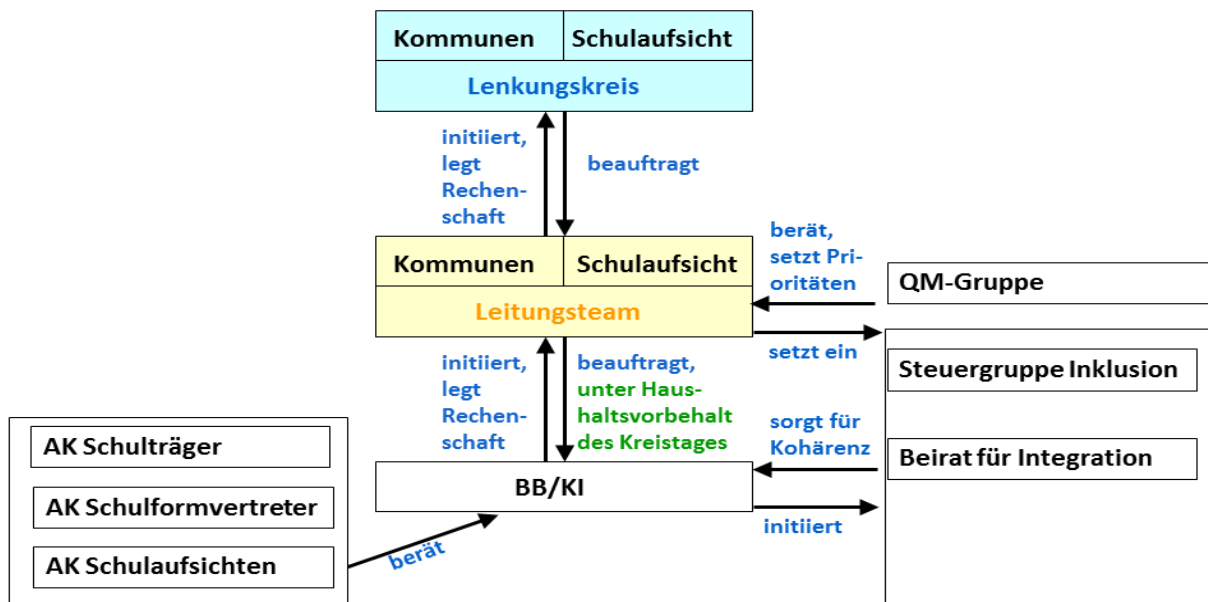 Kommunen
Schulaufsicht
Lenkungskreis
initiiert,
legt
Rechen-
schaft
beauftragt
Kommunen
Schulaufsicht
Leitungsteam
berät,
setzt Pri-
oritäten
QM-Gruppe
setzt ein
Steuergruppe Inklusion
initiiert,
legt
Rechen-
schaft
beauftragt,
unter Haus-
haltsvorbehalt
des Kreistages
sorgt für
Kohärenz
Beirat für Integration
AK Schulträger
AK Schulformvertreter
AK Schulaufsichten
BB/KI
berät
initiiert